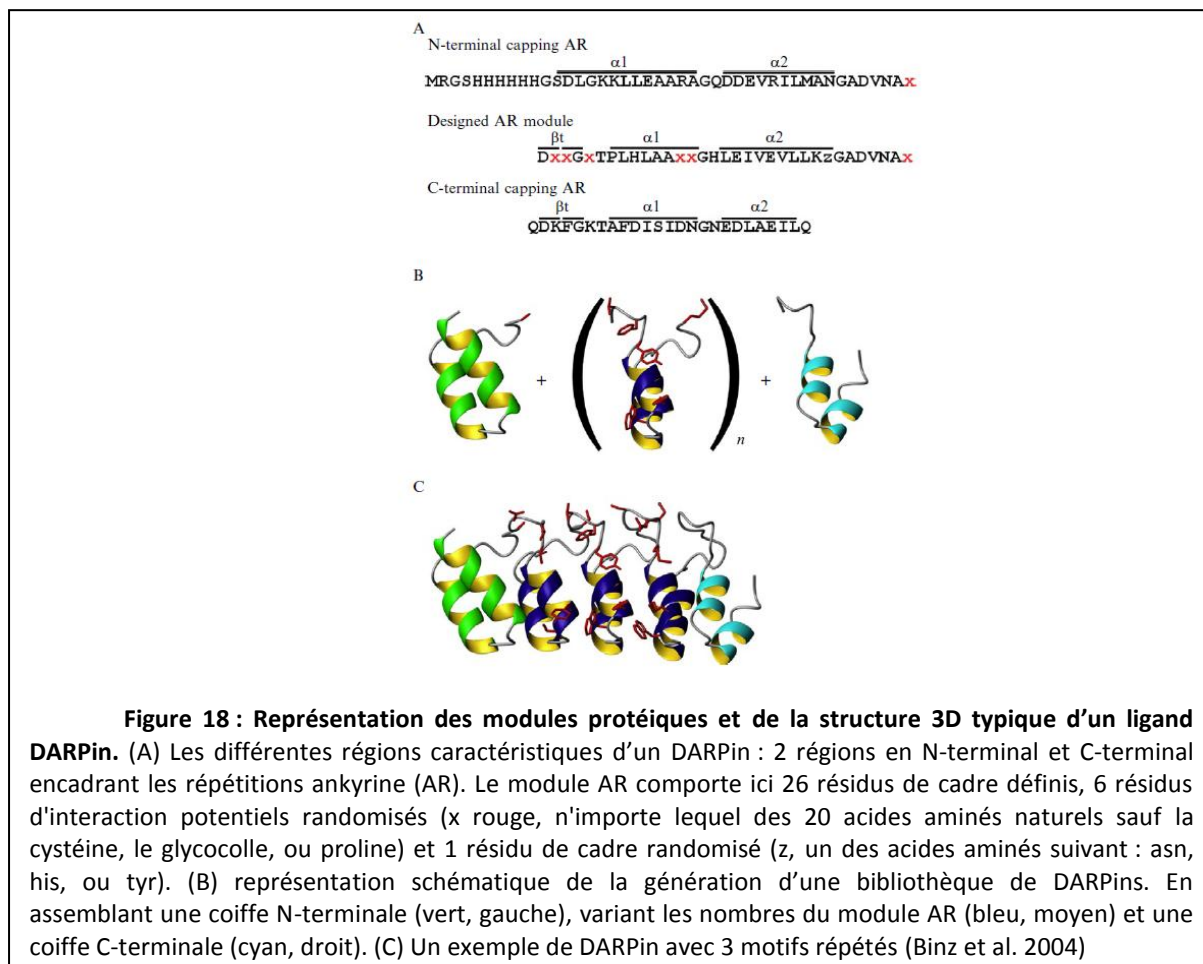 A
N-terminal capping AR
α1 α2
MRGSHHHHHHGSDLGKKLLEAARAGQDDEVRILMANGADVNAx
Designed AR module
βt α1 α2
DxxGxTPLHLAAxxGHLEIVEVLLKzGADVNAx
C-terminal capping AR
βt α1 α2
QDKFGKTAFDISIDNGNEDLAEILQ
B
+ ( ) n +
C
Figure 18 : Représentation des modules protéiques et de la structure 3D typique d’un ligand
DARPin. (A) Les différentes régions caractéristiques d’un DARPin : 2 régions en N-terminal et C-terminal
encadrant les répétitions ankyrine (AR). Le module AR comporte ici 26 résidus de cadre définis, 6 résidus
d'interaction potentiels randomisés (x rouge, n'importe lequel des 20 acides aminés naturels sauf la
cystéine, le glycocolle, ou proline) et 1 résidu de cadre randomisé (z, un des acides aminés suivant : asn,
his, ou tyr). (B) représentation schématique de la génération d’une bibliothèque de DARPins. En
assemblant une coiffe N-terminale (vert, gauche), variant les nombres du module AR (bleu, moyen) et une
coiffe C-terminale (cyan, droit). (C) Un exemple de DARPin avec 3 motifs répétés (Binz et al. 2004)